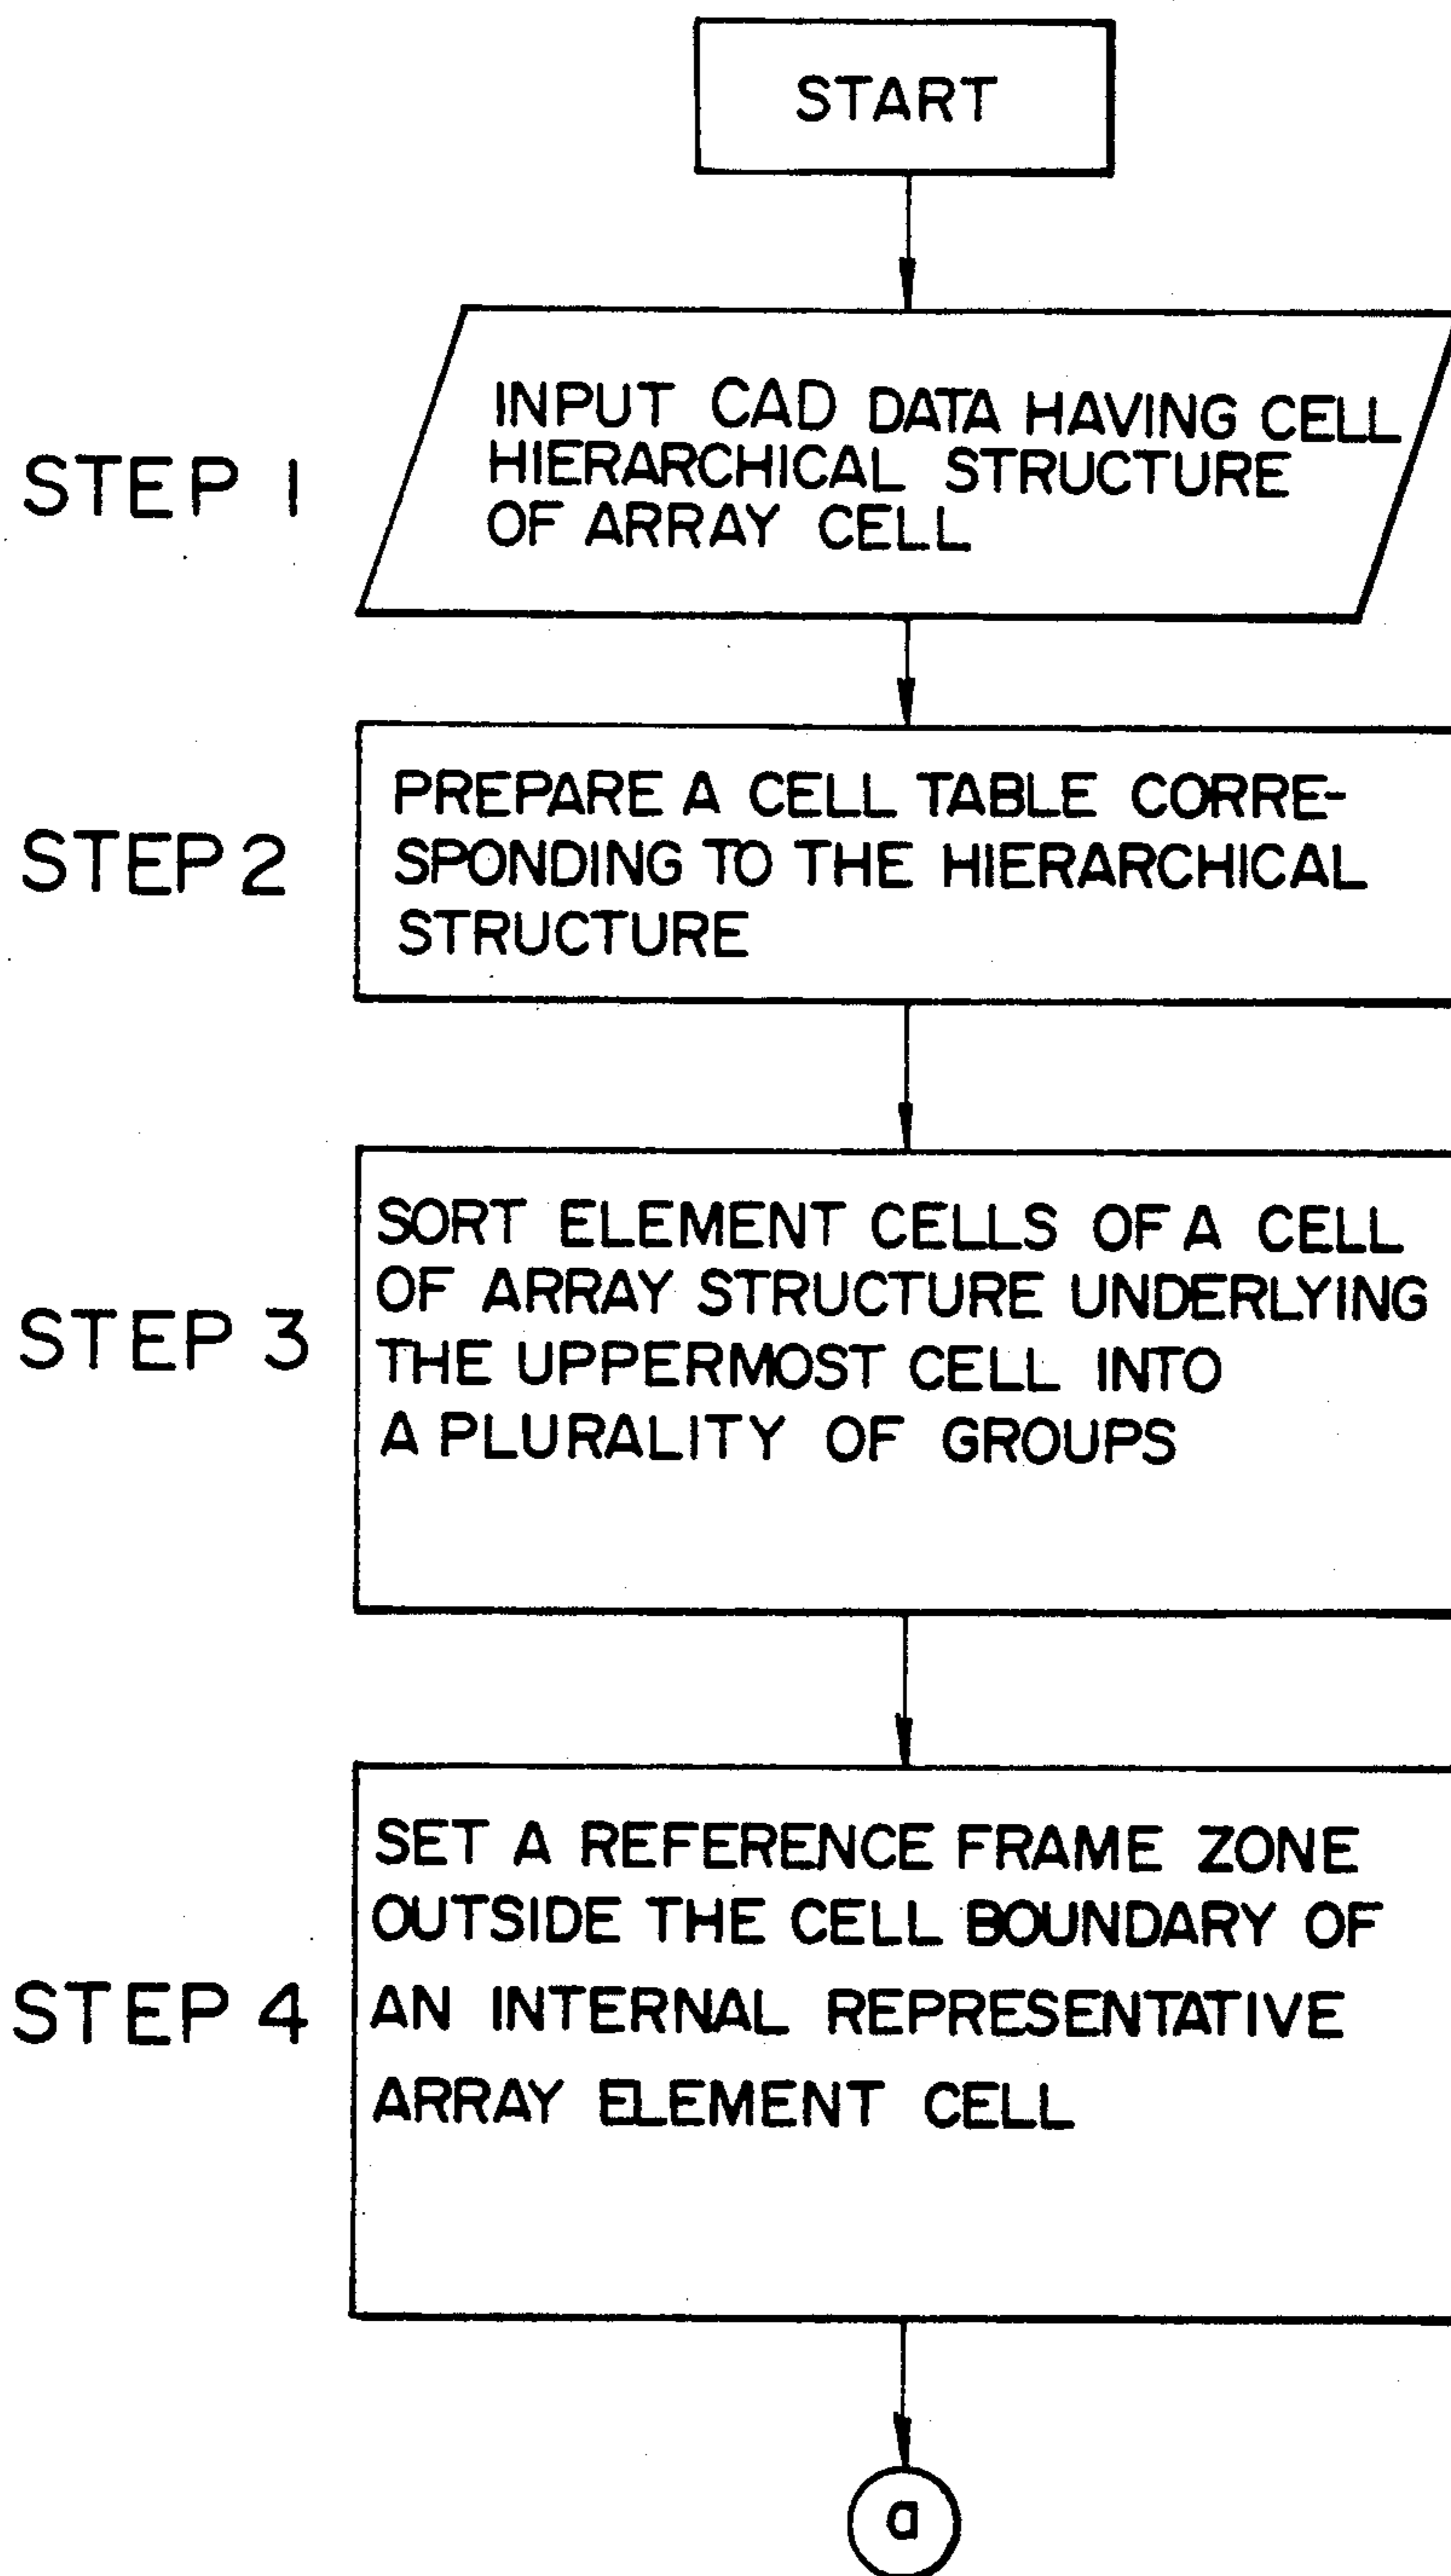 START
STEP 1
INPUT CAD DATA HAVING CELL
HIERARCHICAL STRUCTURE
OF ARRAY CELL
STEP 2
PREPARE A CELL TABLE CORRE-
SPONDING TO THE HIERARCHICAL
STRUCTURE
STEP 3
SORT ELEMENT CELLS OF A CELL
OF ARRAY STRUCTURE UNDERLYING
THE UPPERMOST CELL INTO
A PLURALITY OF GROUPS
STEP 4
SET A REFERENCE FRAME ZONE
OUTSIDE THE CELL BOUNDARY OF
AN INTERNAL REPRESENTATIVE
ARRAY ELEMENT CELL
a